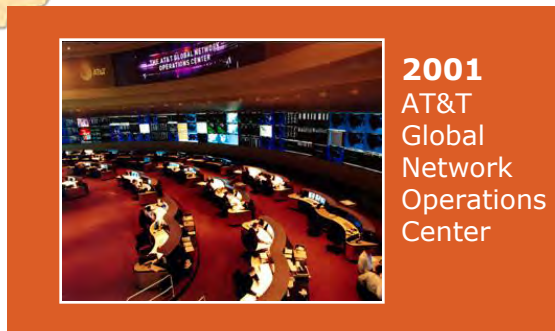 THE AT&T GLOBAL NETWORK
OPERATIONS CENTER
2001
AT&T
Global
Network
Operations
Center